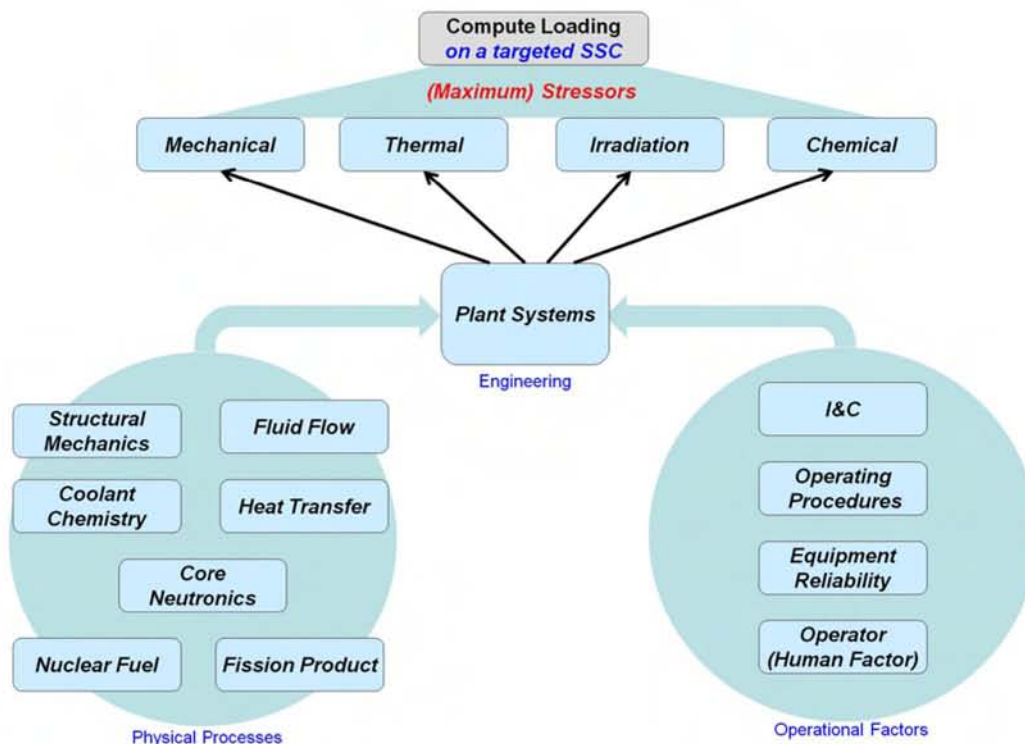 Compute Loading
on a targeted SSC
(Maximum) Stressors
Mechanical
Thermal
Irradiation
Chemical
Plant Systems
Engineering
Structural
Mechanics
Fluid Flow
Coolant
Chemistry
Heat Transfer
Core
Neutronics
Nuclear Fuel
Fission Product
Physical Processes
I&C
Operating
Procedures
Equipment
Reliability
Operator
(Human Factor)
Operational Factors